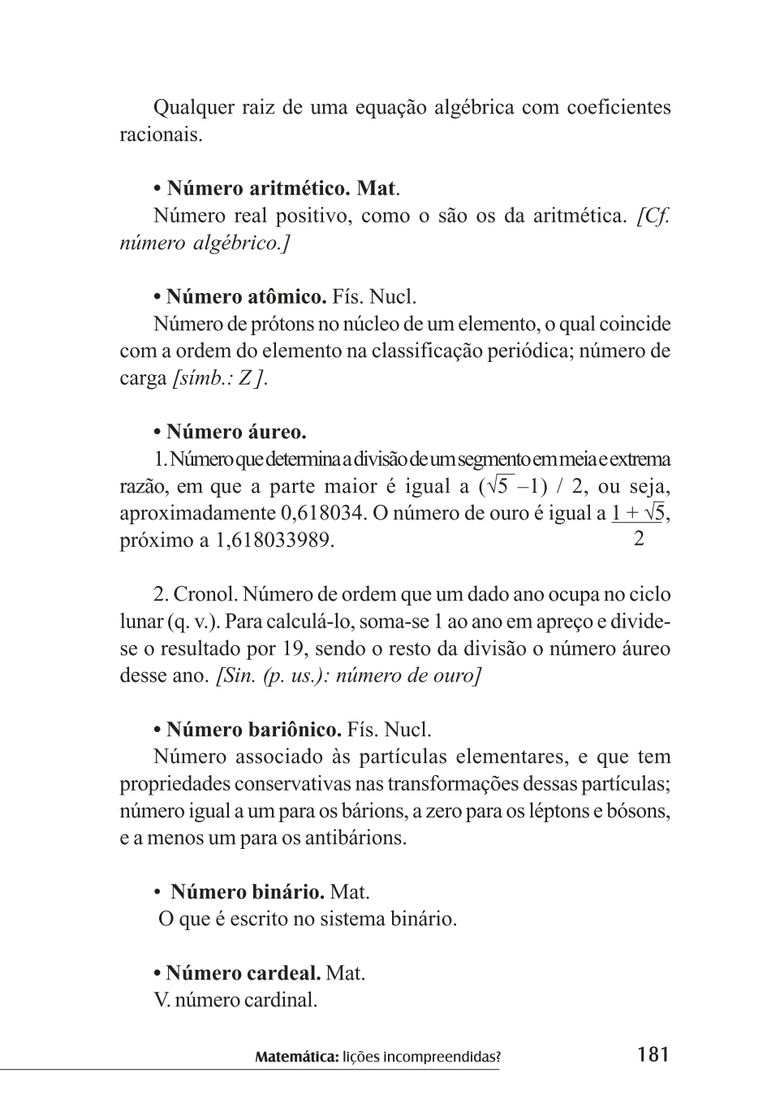 Qualquer raiz de uma equação algébrica com coeficientes
racionais.
• Número aritmético. Mat.
Número real positivo, como o são os da aritmética. [Cf.
número algébrico.]
• Número atômico. Fís. Nucl.
Número de prótons no núcleo de um elemento, o qual coincide
com a ordem do elemento na classificação periódica; número de
carga [símb.: Z ].
• Número áureo.
1. Número que determina a divisão de um segmento em meia e extrema
razão, em que a parte maior é igual a (√5 –1) / 2, ou seja,
aproximadamente 0,618034. O número de ouro é igual a 1 + √5,
próximo a 1,618033989. 2
2. Cronol. Número de ordem que um dado ano ocupa no ciclo
lunar (q. v.). Para calculá-lo, soma-se 1 ao ano em apreço e divide-
se o resultado por 19, sendo o resto da divisão o número áureo
desse ano. [Sin. (p. us.): número de ouro]
• Número bariônico. Fís. Nucl.
Número associado às partículas elementares, e que tem
propriedades conservativas nas transformações dessas partículas;
número igual a um para os bárions, a zero para os léptons e bósons,
e a menos um para os antibárions.
• Número binário. Mat.
O que é escrito no sistema binário.
• Número cardeal. Mat.
V. número cardinal.
Matemática: lições incompreendidas? 181